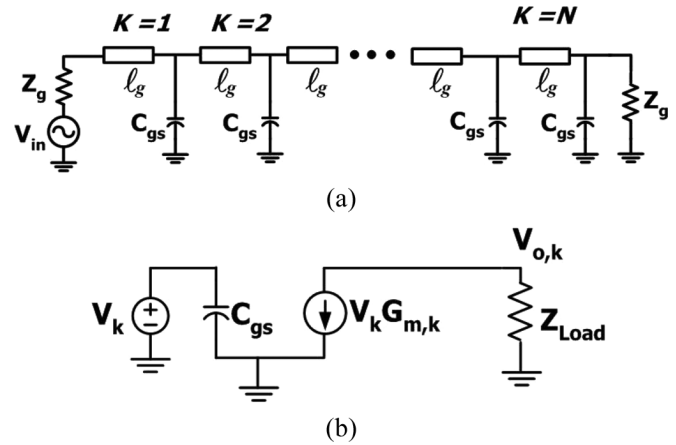 K = 1 K = 2 K = N
ℓg ℓg ℓg ℓg ℓg
Zg Cgs Cgs Cgs Cgs Zg
Vin
(a)
Vo,k
Vk + − Cgs VkGm,k ZLoad
(b)